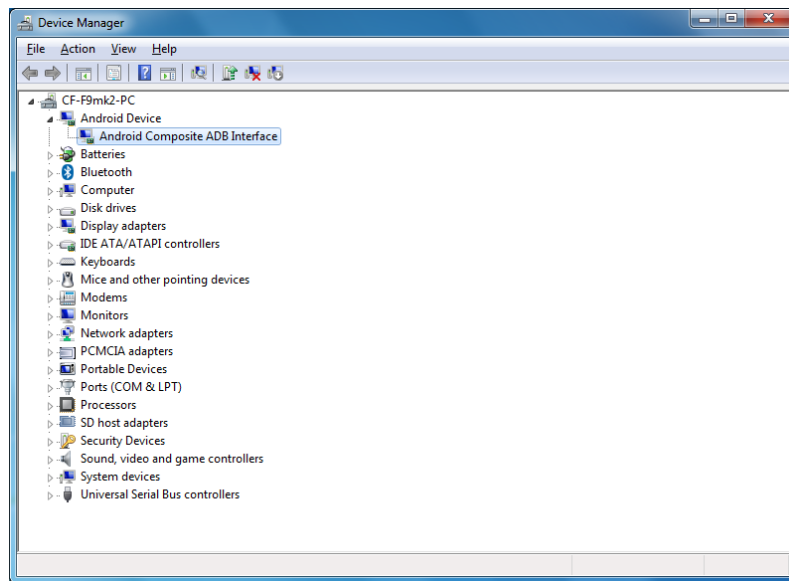 Device Manager
File Action View Help
CF-F9mk2-PC
Android Device
Android Composite ADB Interface
Batteries
Bluetooth
Computer
Disk drives
Display adapters
IDE ATA/ATAPI controllers
Keyboards
Mice and other pointing devices
Modems
Monitors
Network adapters
PCMCIA adapters
Portable Devices
Ports (COM & LPT)
Processors
SD host adapters
Security Devices
Sound, video and game controllers
System devices
Universal Serial Bus controllers